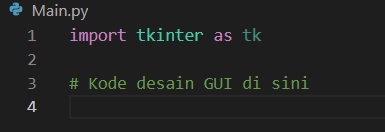 Main.py
1 import tkinter as tk
2
3 # Kode desain GUI di sini
4